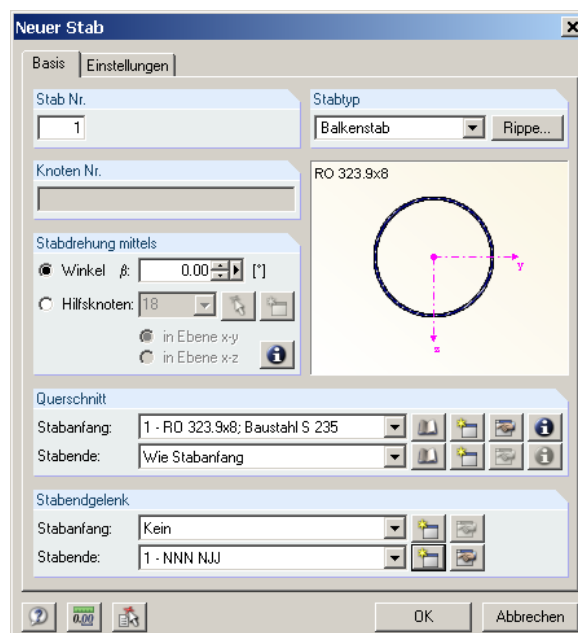 Neuer Stab
Basis
Einstellungen
Stab Nr.
1
Stabtyp
Balkenstab
Rippe...
Knoten Nr.
RO 323.9x8
y
z
Stabdrehung mittels
Winkel β: 0.00 [°]
Hilfsknoten: 18
in Ebene x-y
in Ebene x-z
Querschnitt
Stabanfang: 1 - RO 323.9x8; Baustahl S 235
Stabende: Wie Stabanfang
Stabendgelenk
Stabanfang: Kein
Stabende: 1 - NNN NJJ
0.00
OK
Abbrechen